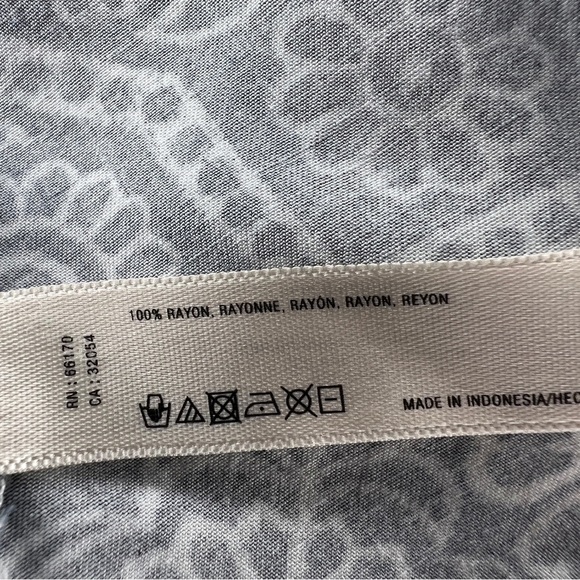 100% RAYON, RAYONNE, RAYÓN, RAYON, REYON
RN : 66170
CA : 32054
MADE IN INDONESIA/HEC